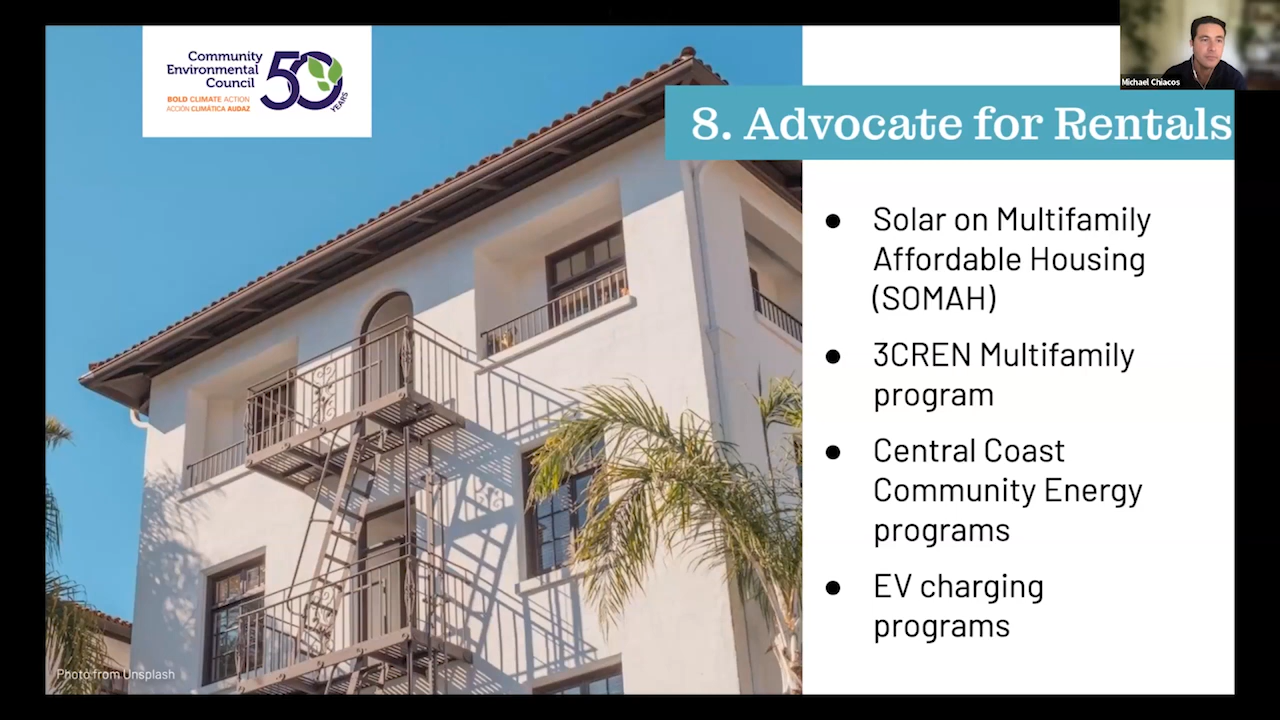 Community
Environmental
Council
50
YEARS
BOLD CLIMATE ACTION
ACCIÓN CLIMÁTICA AUDAZ
Michael Chiacos
8. Advocate for Rentals
● Solar on Multifamily
Affordable Housing
(SOMAH)
● 3CREN Multifamily
program
● Central Coast
Community Energy
programs
● EV charging
programs
Photo from Unsplash